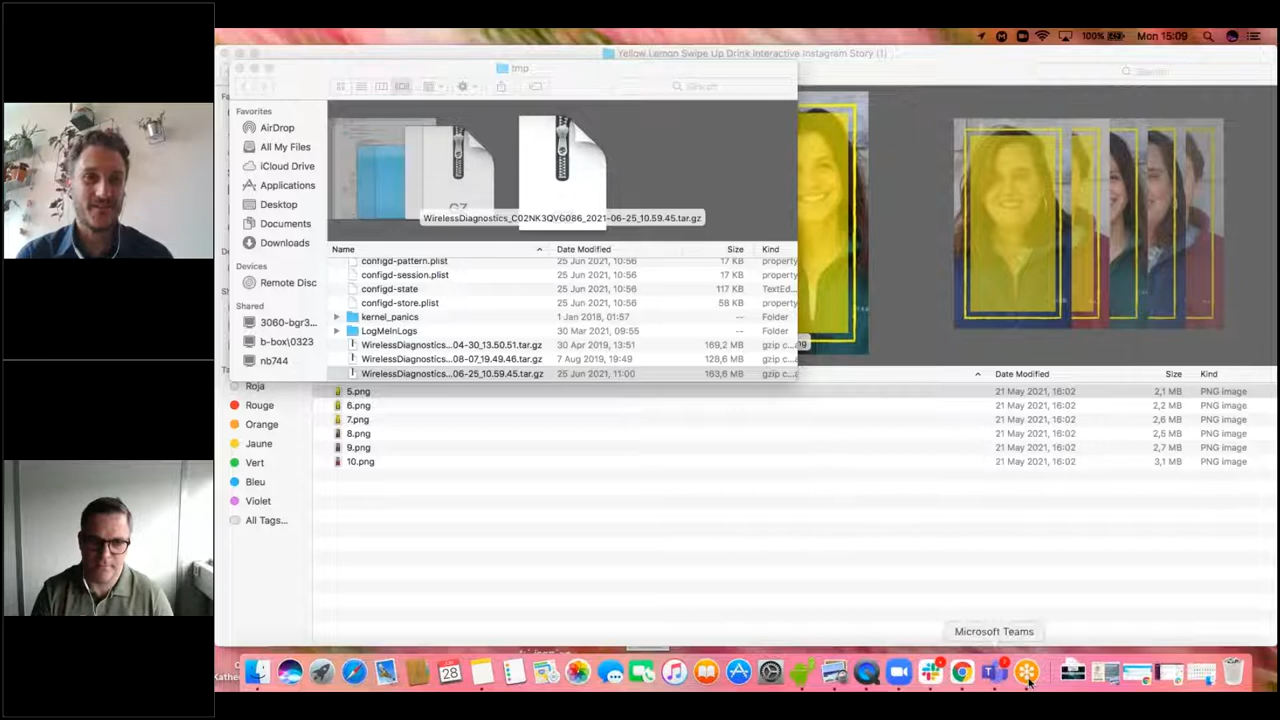 100%
Mon 15:09
Yellow Lemon Swipe Up Drink Interactive Instagram Story (1)
Search
tmp
Search
Favorites
AirDrop
All My Files
iCloud Drive
Applications
Desktop
Documents
Downloads
Devices
Remote Disc
Shared
3060-bgr3...
b-box\0323
nb744
GZ
WirelessDiagnostics_C02NK3QVG086_2021-06-25_10.59.45.tar.gz
Name Date Modified Size Kind
configd-pattern.plist 25 Jun 2021, 10:56 17 KB property
configd-session.plist 25 Jun 2021, 10:56 17 KB property
configd-state 25 Jun 2021, 10:56 117 KB TextEd...
configd-store.plist 25 Jun 2021, 10:56 58 KB property
kernel_panics 1 Jan 2018, 01:57 -- Folder
LogMeInLogs 30 Mar 2021, 09:55 -- Folder
WirelessDiagnostics...04-30_13.50.51.tar.gz 30 Apr 2019, 13:51 169,2 MB gzip c...
WirelessDiagnostics...08-07_19.49.46.tar.gz 7 Aug 2019, 19:49 128,6 MB gzip c...
WirelessDiagnostics...06-25_10.59.45.tar.gz 25 Jun 2021, 11:00 163,6 MB gzip c...
Date Modified Size Kind
Roja
Rouge
Orange
Jaune
Vert
Bleu
Violet
All Tags...
5.png 21 May 2021, 16:02 2,1 MB PNG image
6.png 21 May 2021, 16:02 2,2 MB PNG image
7.png 21 May 2021, 16:02 2,6 MB PNG image
8.png 21 May 2021, 16:02 2,5 MB PNG image
9.png 21 May 2021, 16:02 2,7 MB PNG image
10.png 21 May 2021, 16:02 3,1 MB PNG image
Microsoft Teams
28